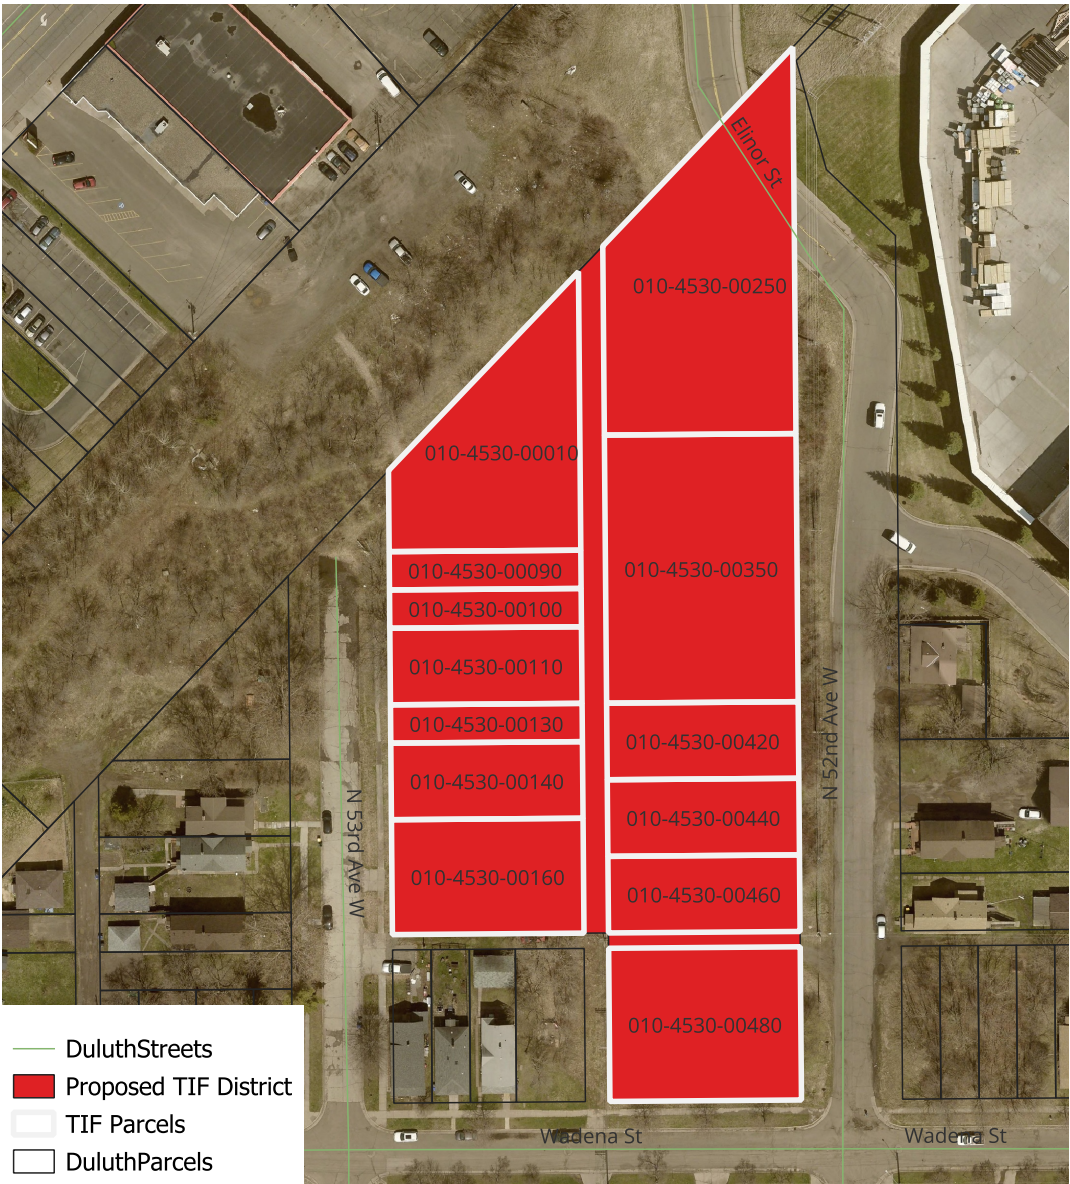 Elinor St
010-4530-00250
010-4530-00010
010-4530-00090
010-4530-00350
010-4530-00100
010-4530-00110
010-4530-00130
010-4530-00420
N 52nd Ave W
010-4530-00140
010-4530-00440
N 53rd Ave W
010-4530-00160
010-4530-00460
010-4530-00480
DuluthStreets
Proposed TIF District
TIF Parcels
DuluthParcels
Wadena St
Wadena St